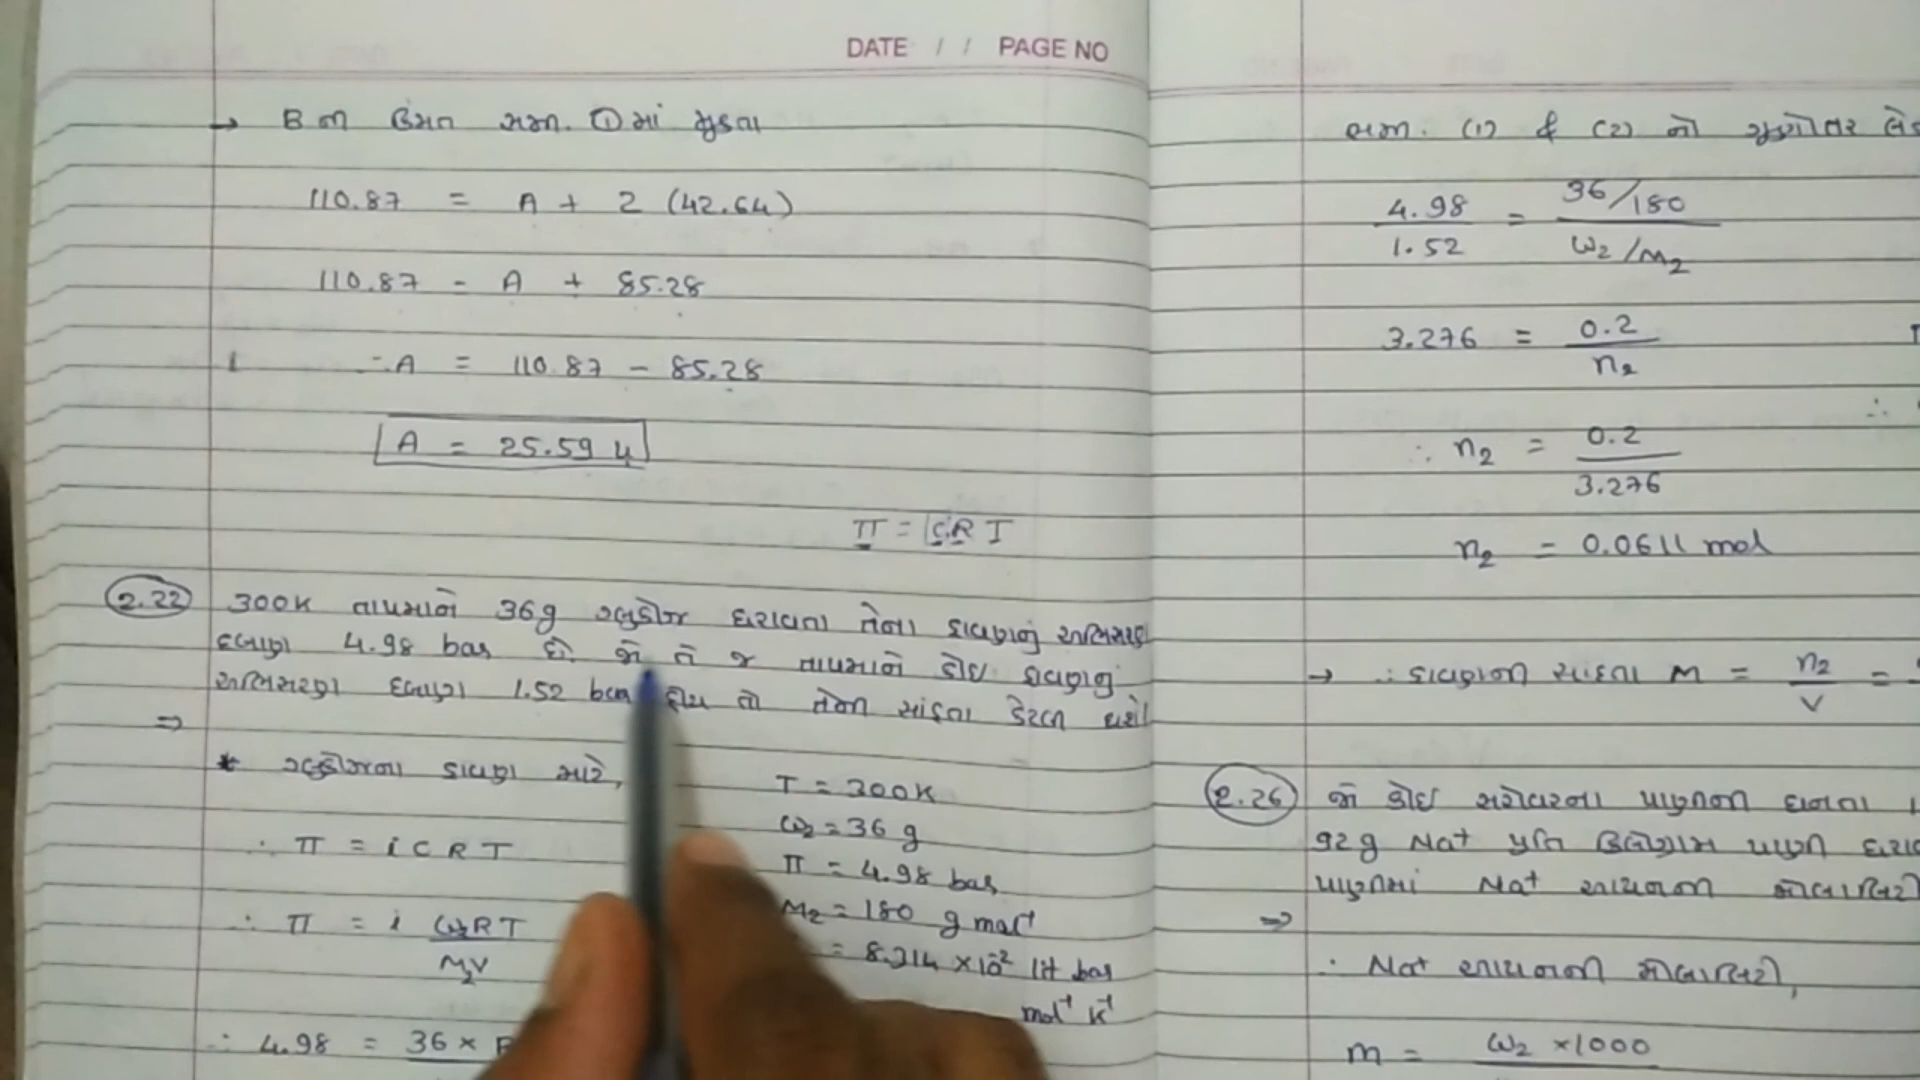 DATE / / PAGE NO
→ B ની કિંમત સમી. ① માં મુકતા
110.87 = A + 2 (42.64)
110.87 = A + 85.28
∴ A = 110.87 - 85.28
A = 25.59 u
π = CRT
2.22 300K તાપમાને 36g ગ્લુકોઝ ધરાવતા તેના દ્રાવણનું અભિસરણ
દબાણ 4.98 bar છે. જો તે જ તાપમાને કોઇ દ્રાવણનું
અભિસરણ દબાણ 1.52 bar હોય તો તેની સાંદ્રતા કેટલી થશે
⇒
* ગ્લુકોઝના દ્રાવણ માટે,
T = 300K
ω₂ = 36 g
∴ π = i C R T
π = 4.98 bar
M₂ = 180 g mol⁻¹
∴ π = i ω₂RT
M₂V
= 8.314 × 10⁻² lit bar
mol⁻¹ K⁻¹
∴ 4.98 = 36 ×
સમી. (1) & (2) નો ગુણોત્તર
4.98 = 36/180
1.52 ω₂/M₂
3.276 = 0.2
n₂
∴ n₂ = 0.2
3.276
n₂ = 0.0611 mol
→ ∴ દ્રાવણની સાંદ્રતા M = n₂ =
V
2.26 જો કોઇ સરોવરના પાણીની ઘનતા
92g Na⁺ પ્રતિ કિલોગ્રામ પાણી
પાણીમાં Na⁺ આયનની મોલાલિટી
⇒
∴ Na⁺ આયનની મોલાલિટી,
m = ω₂ ×1000